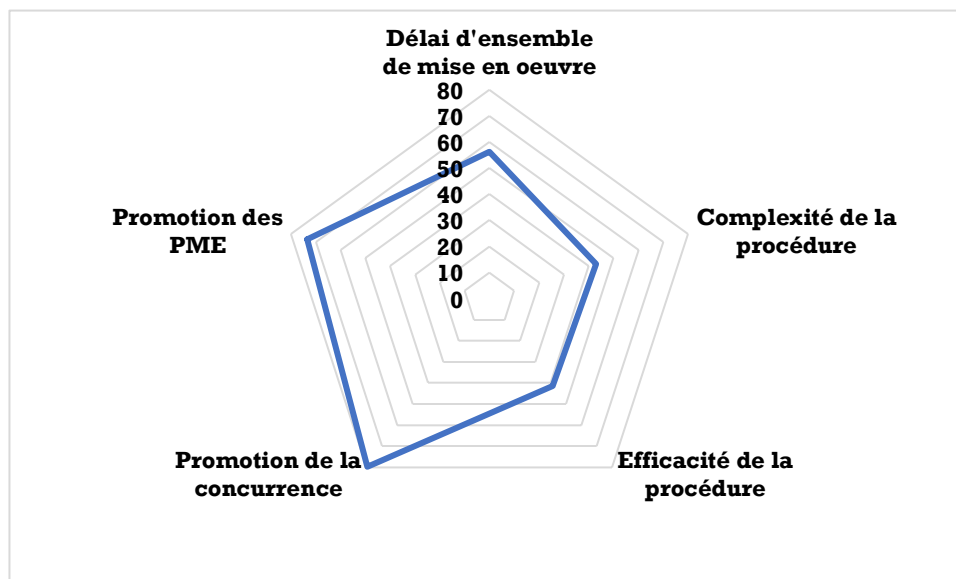 Délai d'ensemble
de mise en oeuvre
80
70
60
50
40
30
20
10
0
Complexité de la
procédure
Efficacité de la
procédure
Promotion de la
concurrence
Promotion des
PME